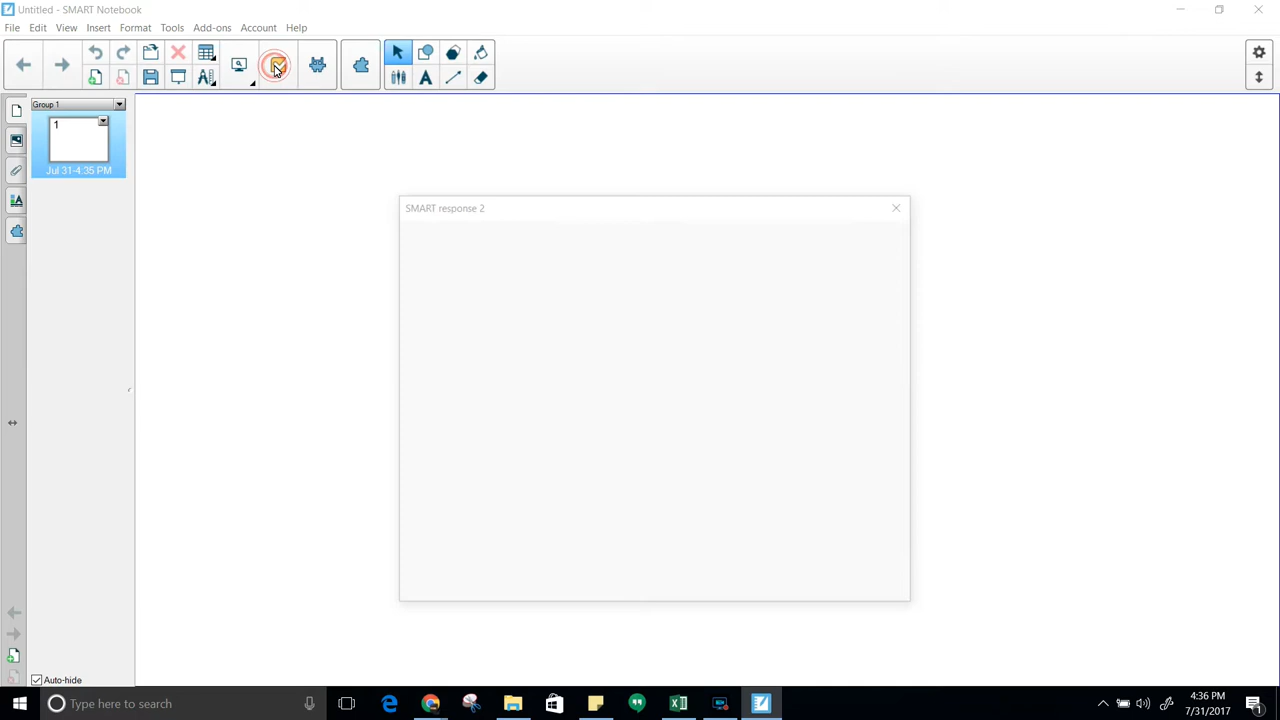 Untitled - SMART Notebook
File Edit View Insert Format Tools Add-ons Account Help
Group 1
1
Jul 31-4:35 PM
SMART response 2
Auto-hide
Type here to search
4:36 PM
7/31/2017
1